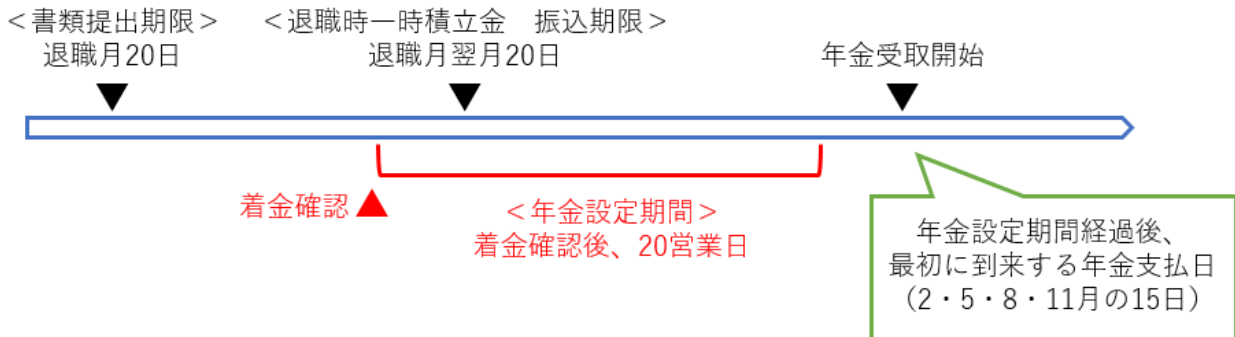 ＜書類提出期限＞
退職月20日
＜退職時一時積立金　振込期限＞
退職月翌月20日
年金受取開始
着金確認
＜年金設定期間＞
着金確認後、20営業日
年金設定期間経過後、
最初に到来する年金支払日
（2・5・8・11月の15日）